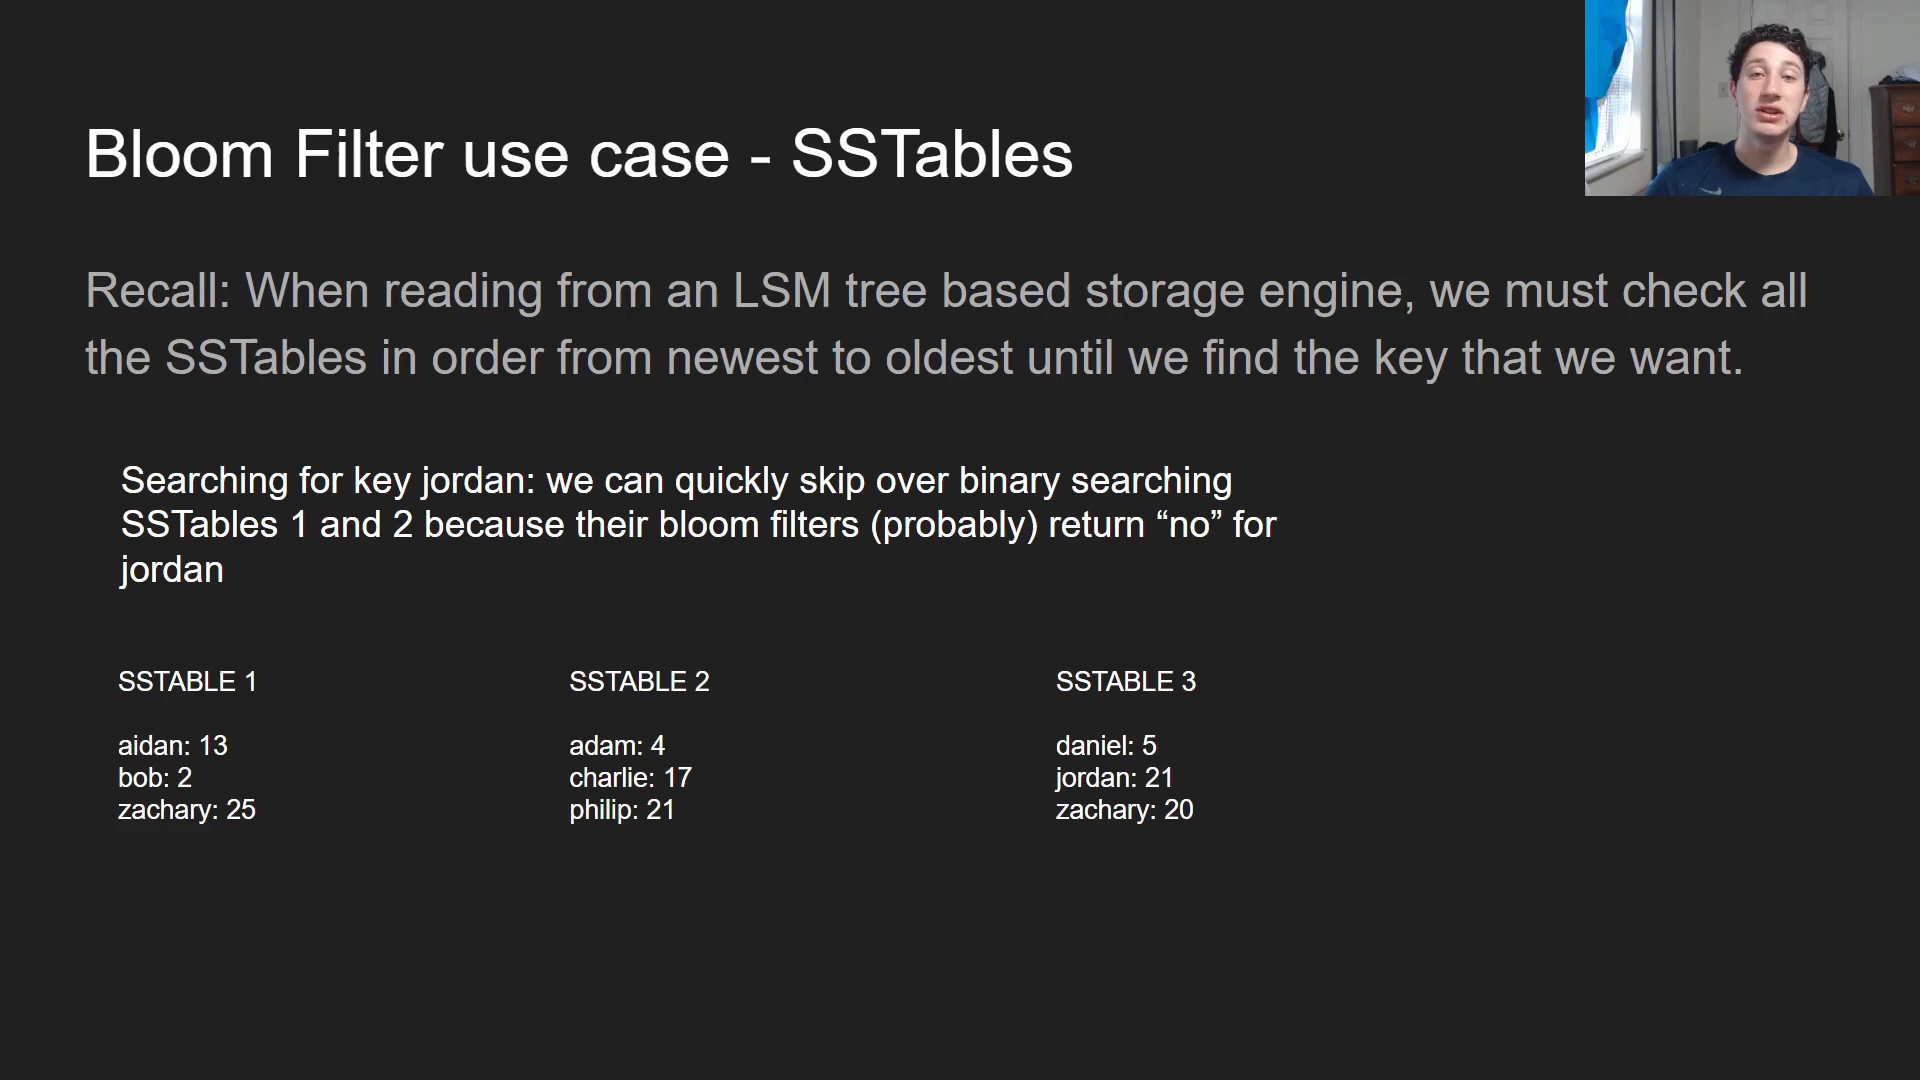 Bloom Filter use case - SSTables
Recall: When reading from an LSM tree based storage engine, we must check all
the SSTables in order from newest to oldest until we find the key that we want.
Searching for key jordan: we can quickly skip over binary searching
SSTables 1 and 2 because their bloom filters (probably) return “no” for
jordan
SSTABLE 1
aidan: 13
bob: 2
zachary: 25
SSTABLE 2
adam: 4
charlie: 17
philip: 21
SSTABLE 3
daniel: 5
jordan: 21
zachary: 20